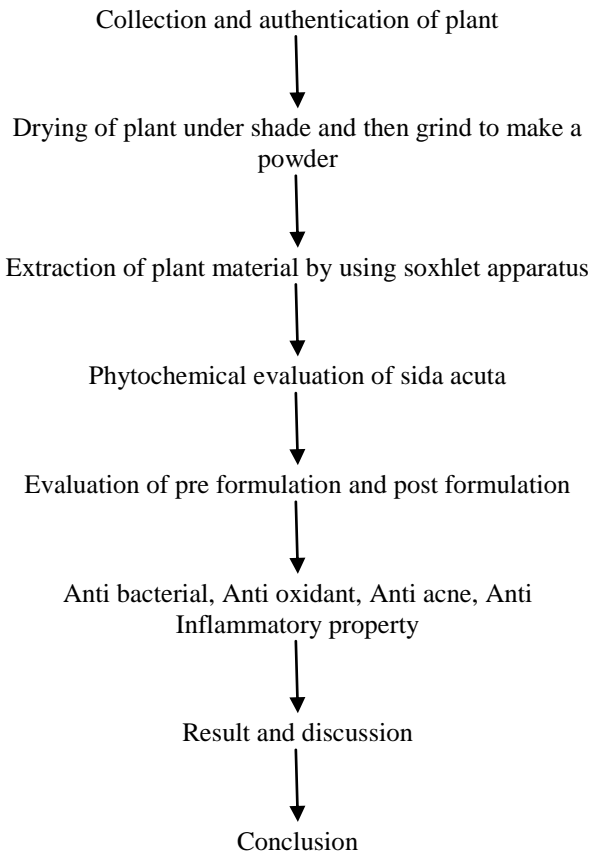 Collection and authentication of plant
Drying of plant under shade and then grind to make a
powder
Extraction of plant material by using soxhlet apparatus
Phytochemical evaluation of sida acuta
Evaluation of pre formulation and post formulation
Anti bacterial, Anti oxidant, Anti acne, Anti
Inflammatory property
Result and discussion
Conclusion